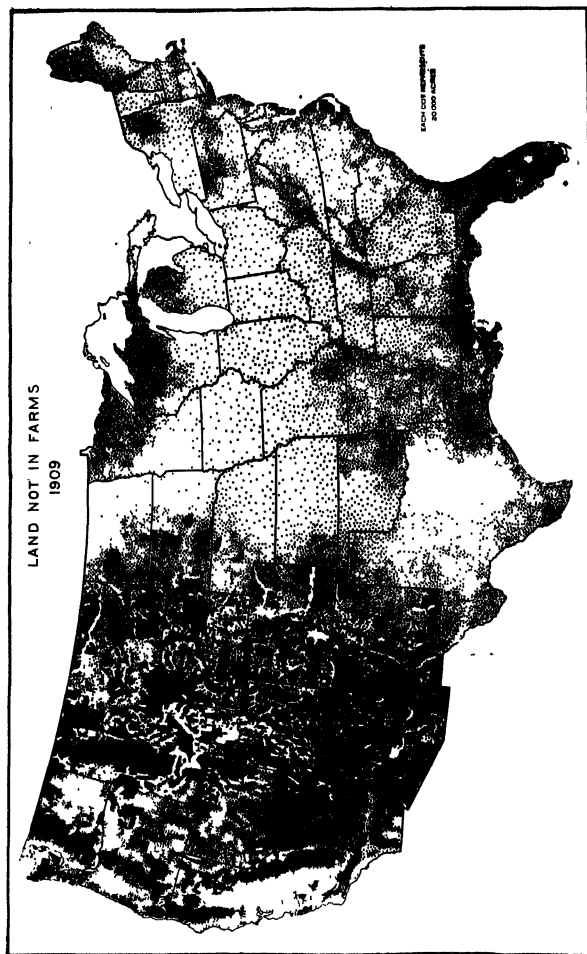 LAND NOT IN FARMS
1909
EACH DOT REPRESENTS
20 000 ACRES